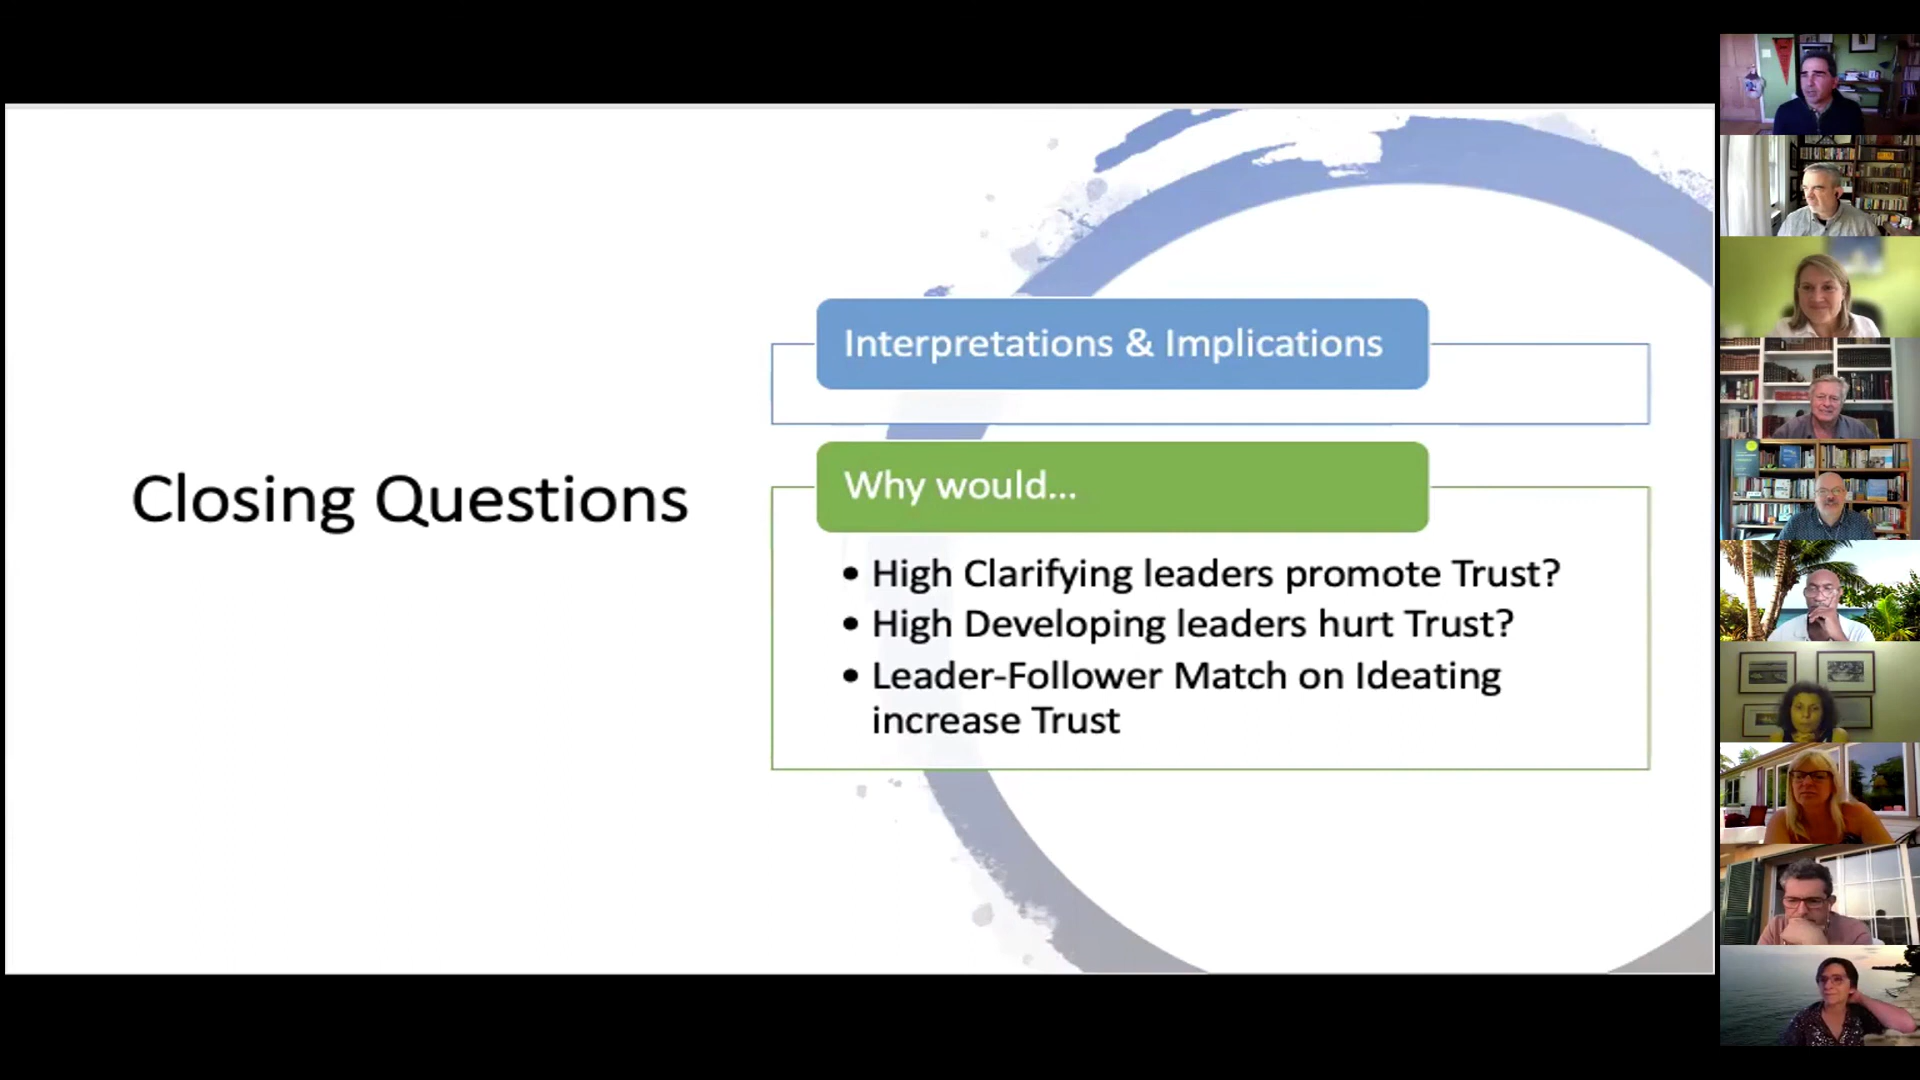 Closing Questions
Interpretations & Implications
Why would...
• High Clarifying leaders promote Trust?
• High Developing leaders hurt Trust?
• Leader-Follower Match on Ideating
increase Trust